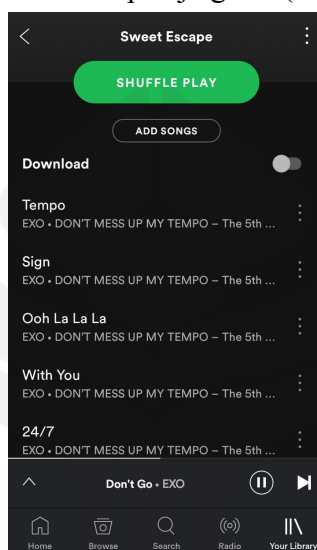 Sweet Escape
SHUFFLE PLAY
ADD SONGS
Download
Tempo
EXO • DON'T MESS UP MY TEMPO – The 5th ...
Sign
EXO • DON'T MESS UP MY TEMPO – The 5th ...
Ooh La La La
EXO • DON'T MESS UP MY TEMPO – The 5th ...
With You
EXO • DON'T MESS UP MY TEMPO – The 5th ...
24/7
EXO • DON'T MESS UP MY TEMPO – The 5th ...
Don't Go • EXO
Home Browse Search Radio Your Library